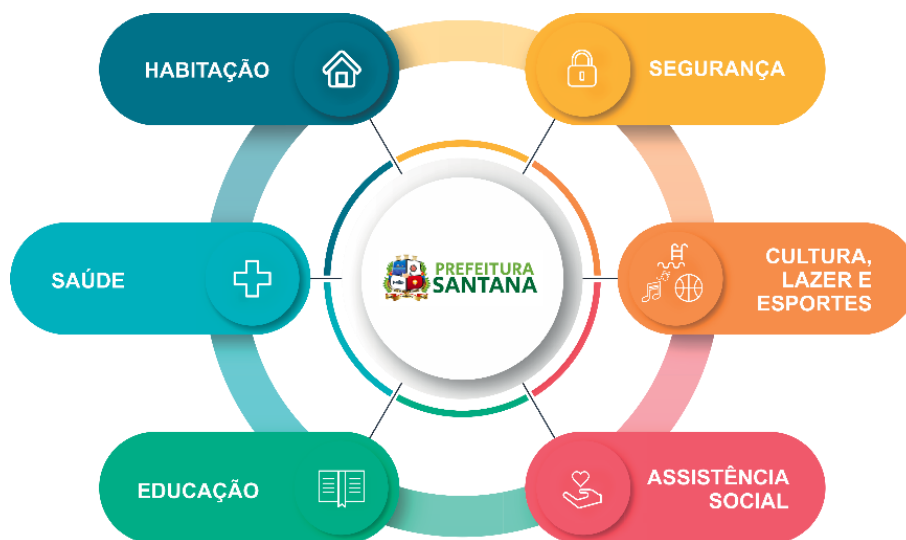 HABITAÇÃO
SEGURANÇA
SAÚDE
PREFEITURA
SANTANA
CULTURA,
LAZER E
ESPORTES
EDUCAÇÃO
ASSISTÊNCIA
SOCIAL